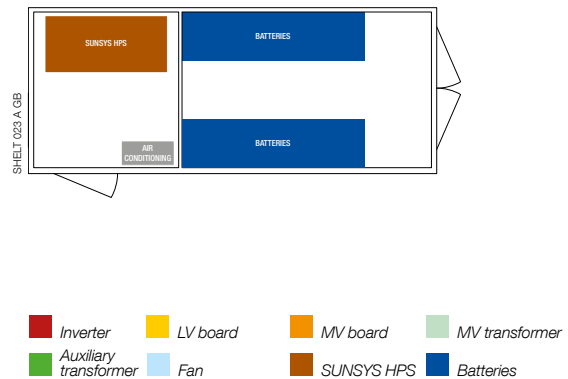 SUNSYS HPS
BATTERIES
BATTERIES
AIR
CONDITIONING
SHELT 023 A GB
Inverter
LV board
MV board
MV transformer
Auxiliary
transformer
Fan
SUNSYS HPS
Batteries